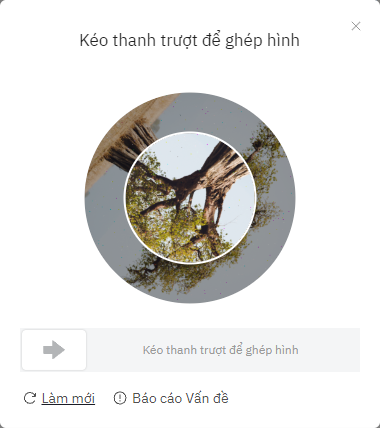 Kéo thanh trượt để ghép hình
Kéo thanh trượt để ghép hình
Làm mới
Báo cáo Vấn đề